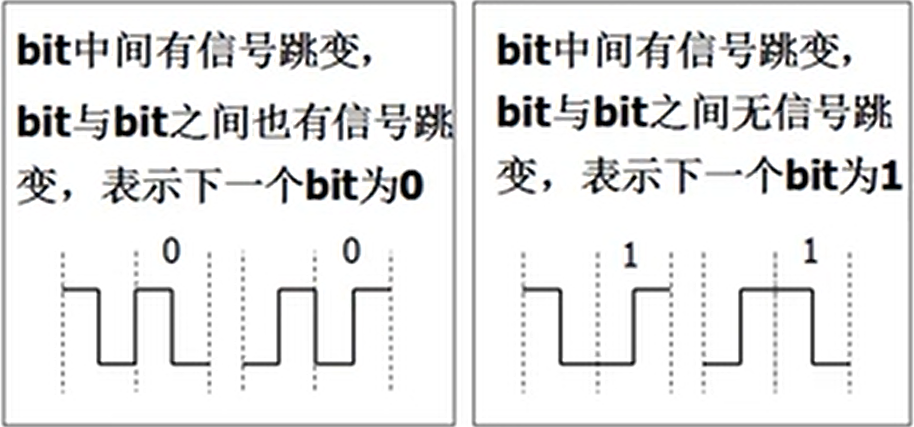 bit中间有信号跳变，
bit与bit之间也有信号跳
变，表示下一个bit为0
0 0
bit中间有信号跳变，
bit与bit之间无信号跳
变，表示下一个bit为1
1 1